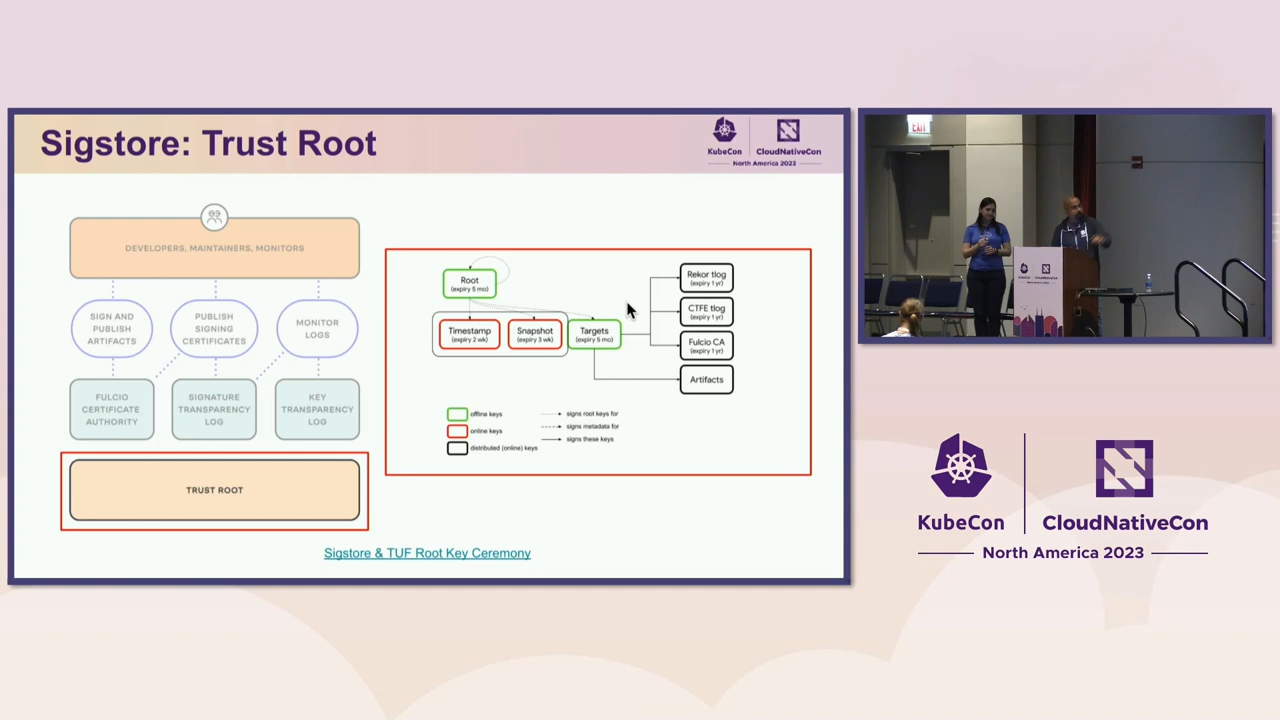 Sigstore: Trust Root
KubeCon
CloudNativeCon
North America 2023
DEVELOPERS, MAINTAINERS, MONITORS
SIGN AND
PUBLISH
ARTIFACTS
PUBLISH
SIGNING
CERTIFICATES
MONITOR
LOGS
FULCIO
CERTIFICATE
AUTHORITY
SIGNATURE
TRANSPARENCY
LOG
KEY
TRANSPARENCY
LOG
TRUST ROOT
Root
(expiry 5 mo)
Timestamp
(expiry 2 wk)
Snapshot
(expiry 3 wk)
Targets
(expiry 5 mo)
Rekor tlog
(expiry 1 yr)
CTFE tlog
(expiry 1 yr)
Fulcio CA
(expiry 1 yr)
Artifacts
offline keys
online keys
distributed (online) keys
signs root keys for
signs metadata for
signs these keys
Sigstore & TUF Root Key Ceremony
EXIT
KubeCon
CloudNativeCon
North America 2023